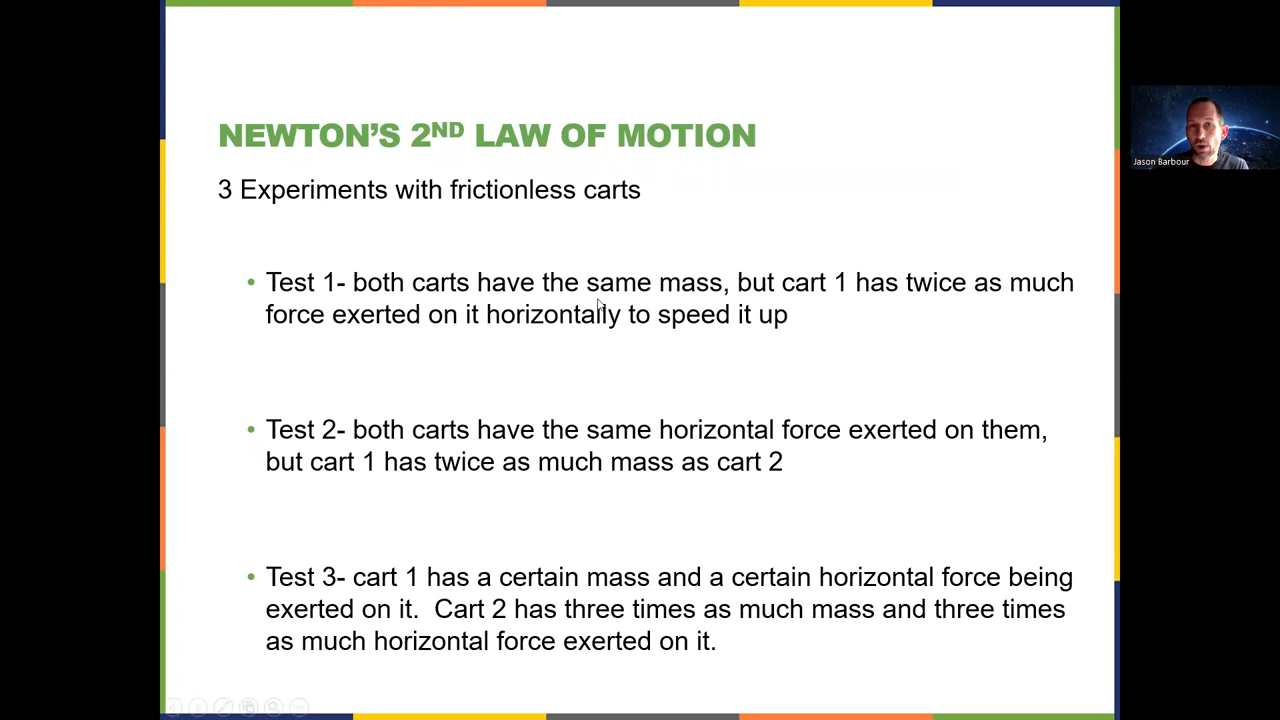 NEWTON'S 2ND LAW OF MOTION
3 Experiments with frictionless carts
• Test 1- both carts have the same mass, but cart 1 has twice as much
force exerted on it horizontally to speed it up
• Test 2- both carts have the same horizontal force exerted on them,
but cart 1 has twice as much mass as cart 2
• Test 3- cart 1 has a certain mass and a certain horizontal force being
exerted on it.  Cart 2 has three times as much mass and three times
as much horizontal force exerted on it.
Jason Barbour